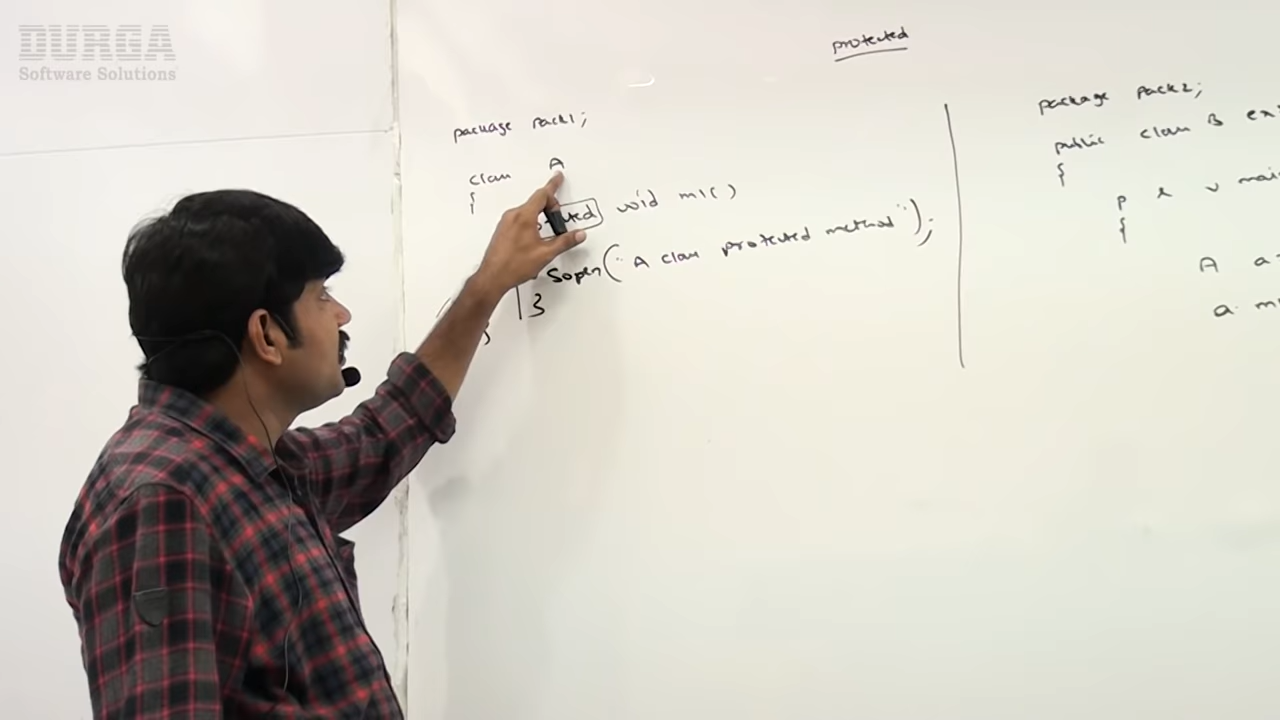 DURGA
Software Solutions
protected
package pack1;
class A
{
void m1()
Sopln("A class protected method");
}
}
package pack2;
public class B
{
p s v
{
A
a.